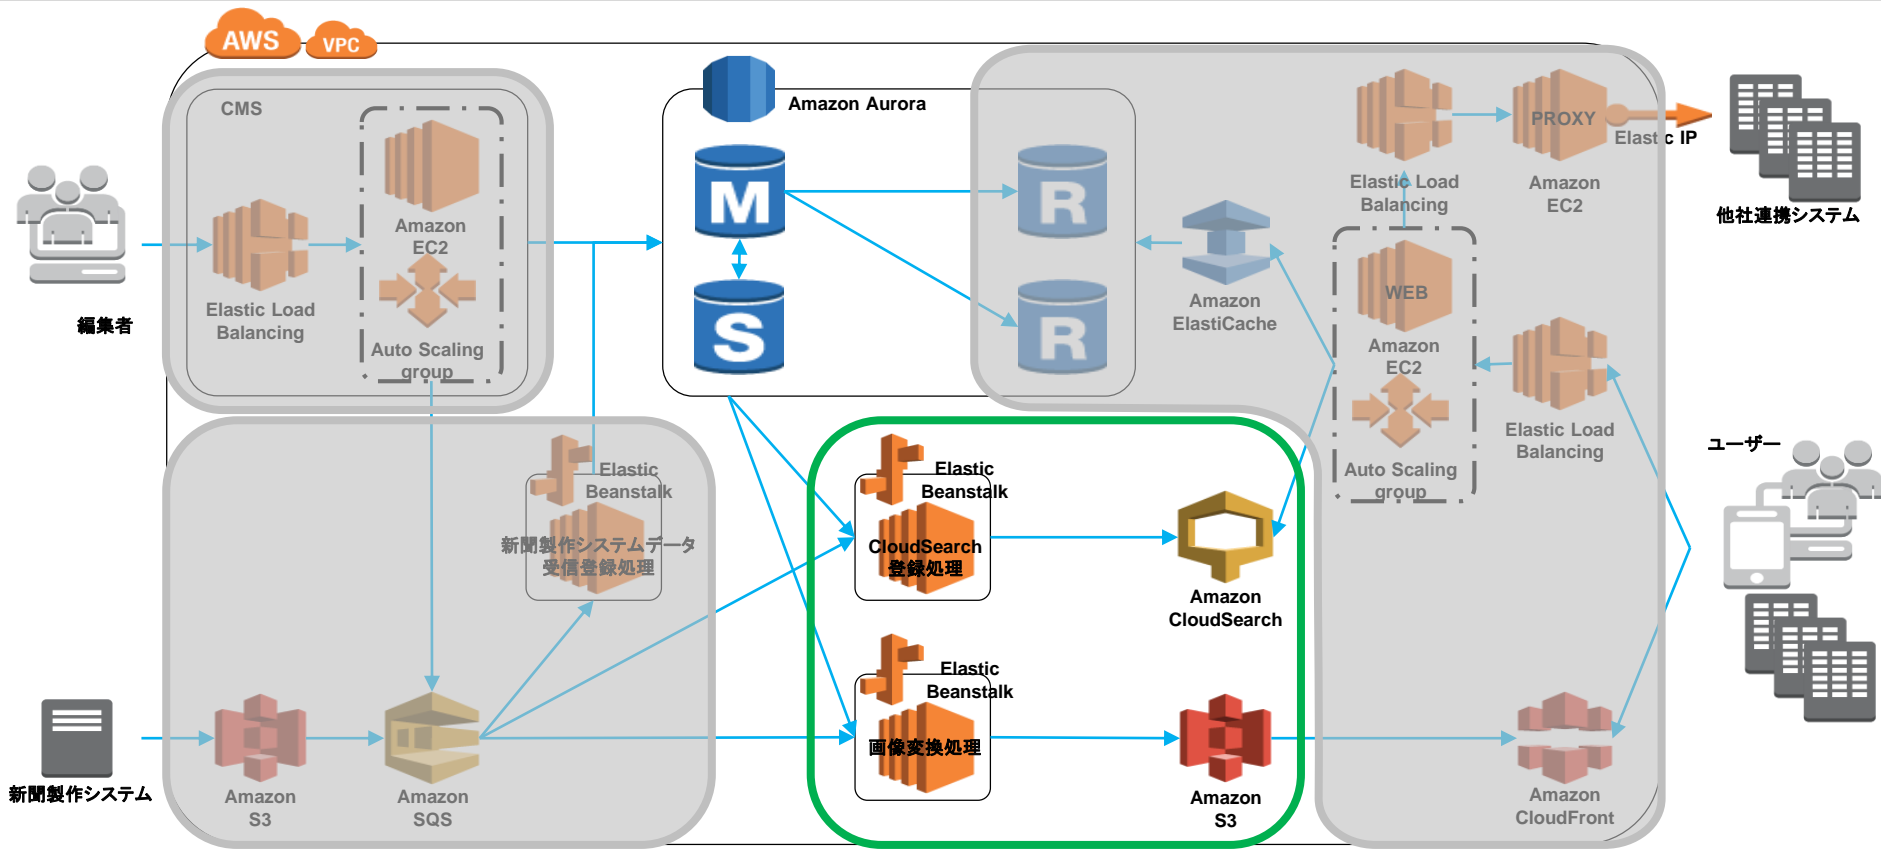 AWS
VPC
CMS
Amazon
EC2
Auto Scaling
group
Elastic Load
Balancing
編集者
Amazon Aurora
M
S
R
R
Amazon
ElastiCache
Elastic Load
Balancing
PROXY
Amazon
EC2
Elastic IP
他社連携システム
WEB
Amazon
EC2
Auto Scaling
group
Elastic Load
Balancing
ユーザー
Elastic
Beanstalk
新聞製作システムデータ
受信登録処理
Elastic
Beanstalk
CloudSearch
登録処理
Amazon
CloudSearch
Elastic
Beanstalk
画像変換処理
Amazon
S3
新聞製作システム
Amazon
S3
Amazon
SQS
Amazon
CloudFront